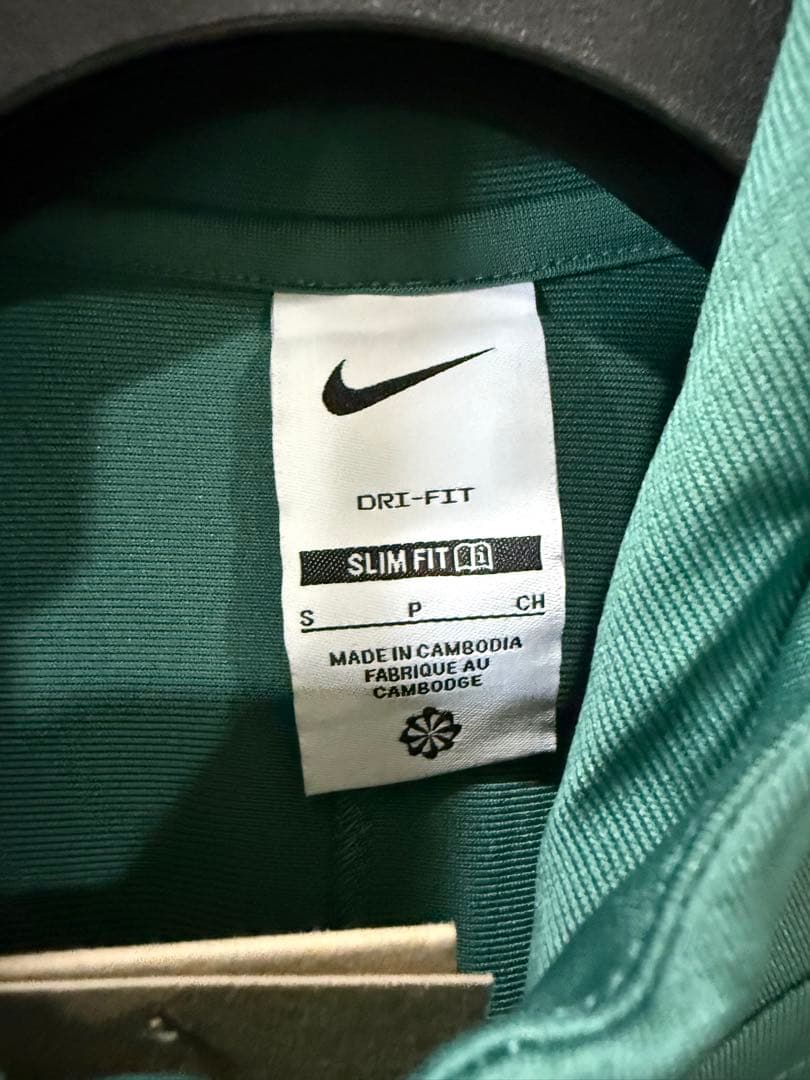 DRI-FIT
SLIM FIT
S P CH
MADE IN CAMBODIA
FABRIQUE AU
CAMBODGE